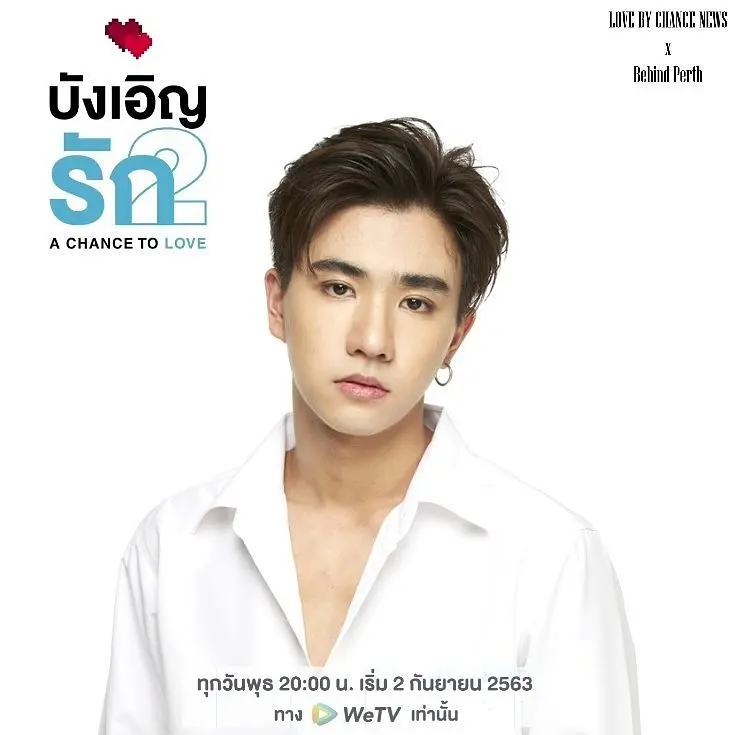 LOVE BY CHANCE NEWS
x
Behind Perth
บังเอิญ
รัก2
A CHANCE TO LOVE
ทุกวันพุธ 20:00 น. เริ่ม 2 กันยายน 2563
ทาง WeTV เท่านั้น